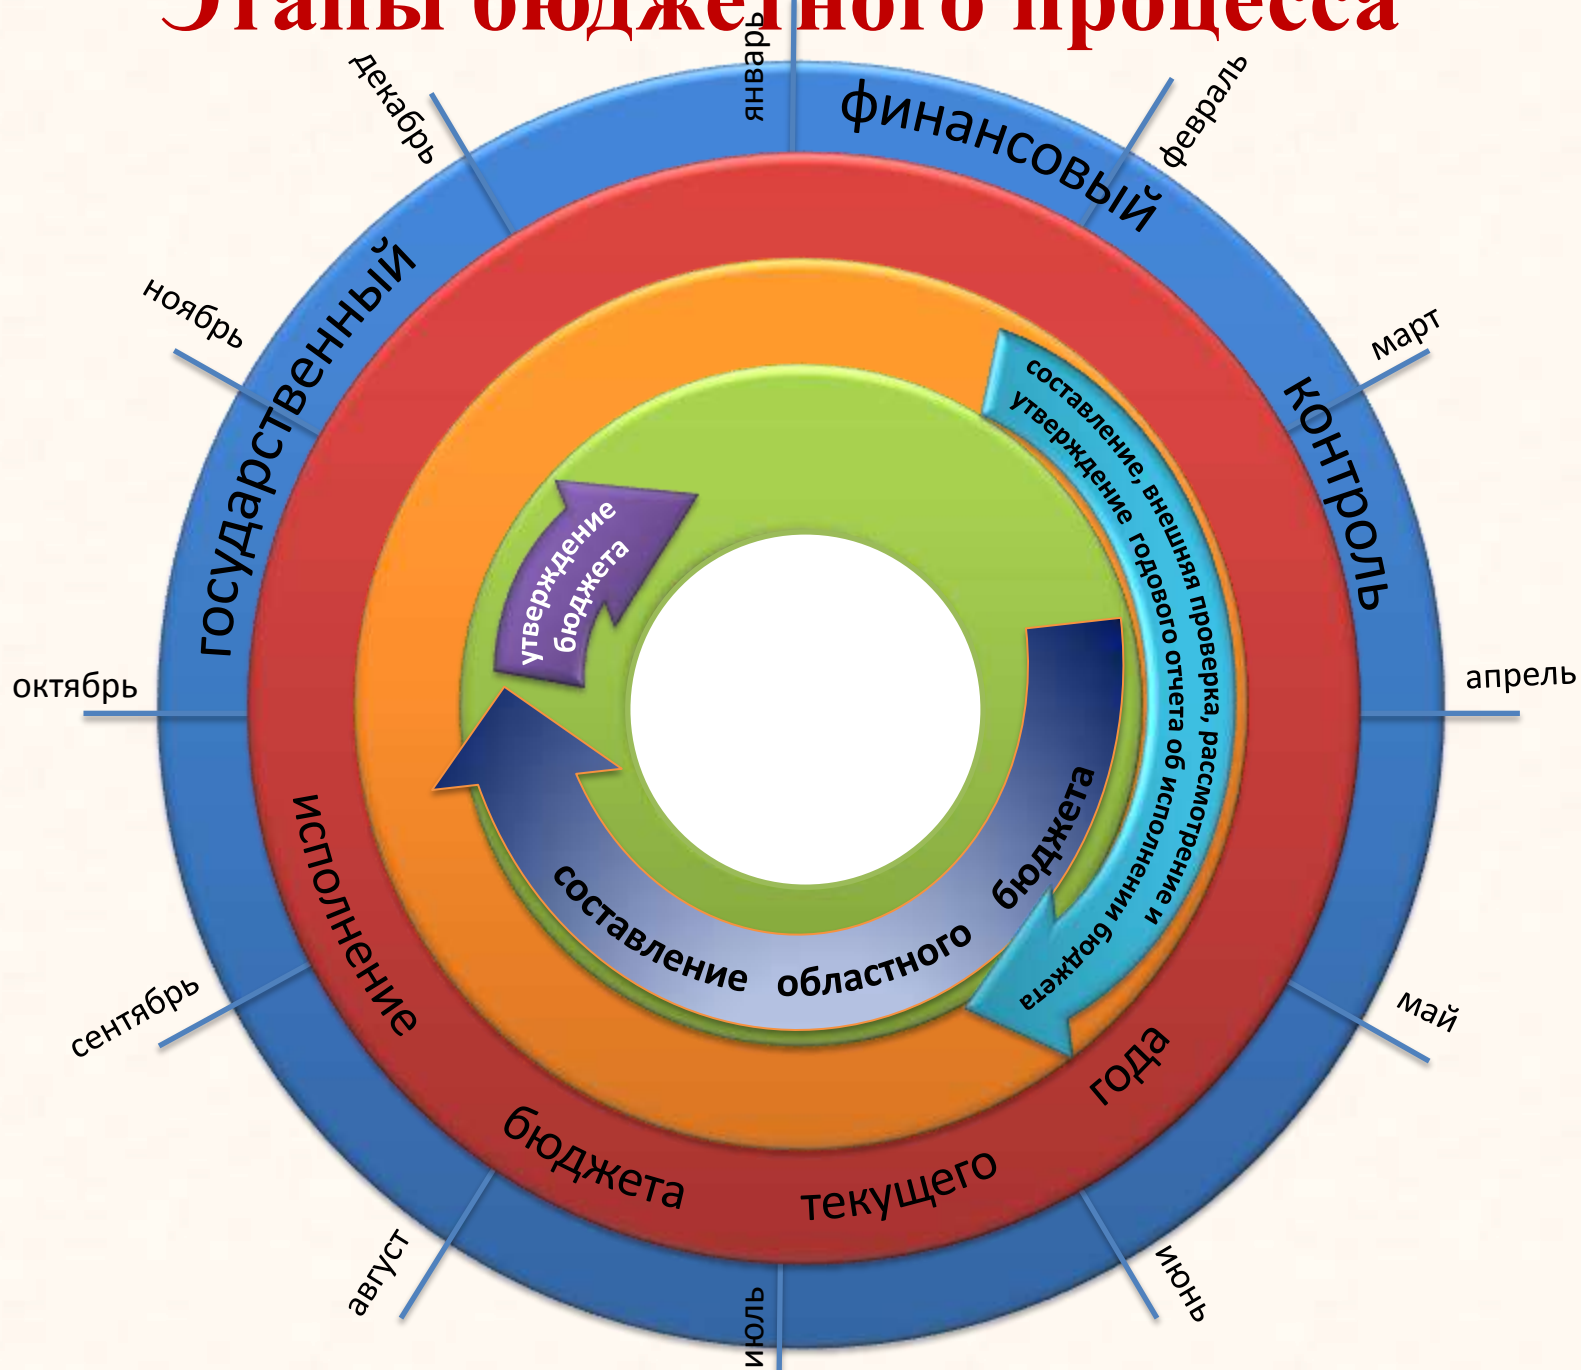 Этапы бюджетного процесса
январь
февраль
март
апрель
май
июнь
июль
август
сентябрь
октябрь
ноябрь
декабрь
государственный финансовый контроль
исполнение бюджета текущего года
составление, внешняя проверка, рассмотрение и
утверждение годового отчета об исполнении бюджета
составление областного бюджета
утверждение
бюджета